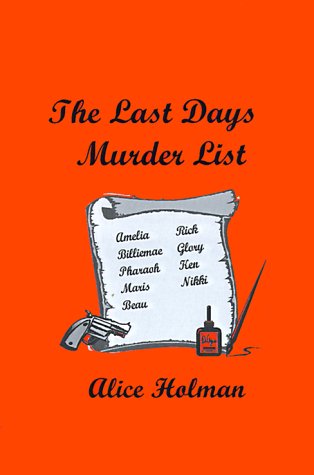 The Last Days
Murder List
Amelia
Billiemae
Pharaoh
Maris
Beau
Rick
Glory
Ken
Nikki
Alice Holman